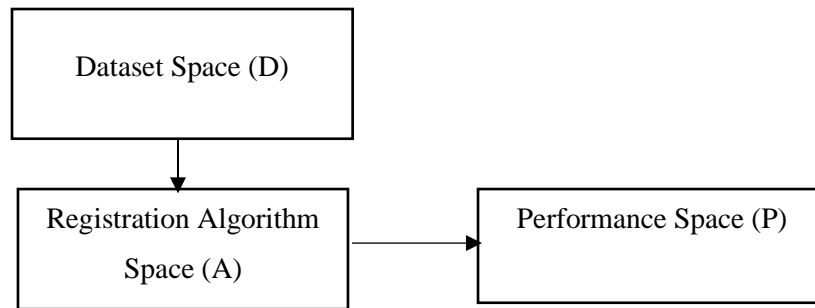 Dataset Space (D)
Registration Algorithm
Space (A)
Performance Space (P)